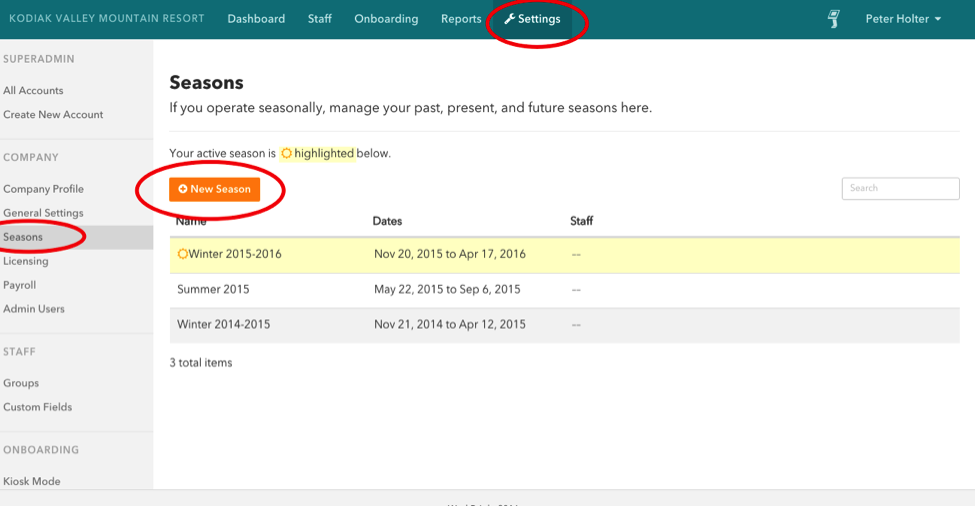 KODIAK VALLEY MOUNTAIN RESORT Dashboard Staff Onboarding Reports Settings Peter Holter
SUPERADMIN
All Accounts
Create New Account
COMPANY
Company Profile
General Settings
Seasons
Licensing
Payroll
Admin Users
STAFF
Groups
Custom Fields
ONBOARDING
Kiosk Mode
Seasons
If you operate seasonally, manage your past, present, and future seasons here.
Your active season is highlighted below.
New Season Search
Name Dates Staff
Winter 2015-2016 Nov 20, 2015 to Apr 17, 2016 --
Summer 2015 May 22, 2015 to Sep 6, 2015 --
Winter 2014-2015 Nov 21, 2014 to Apr 12, 2015 --
3 total items